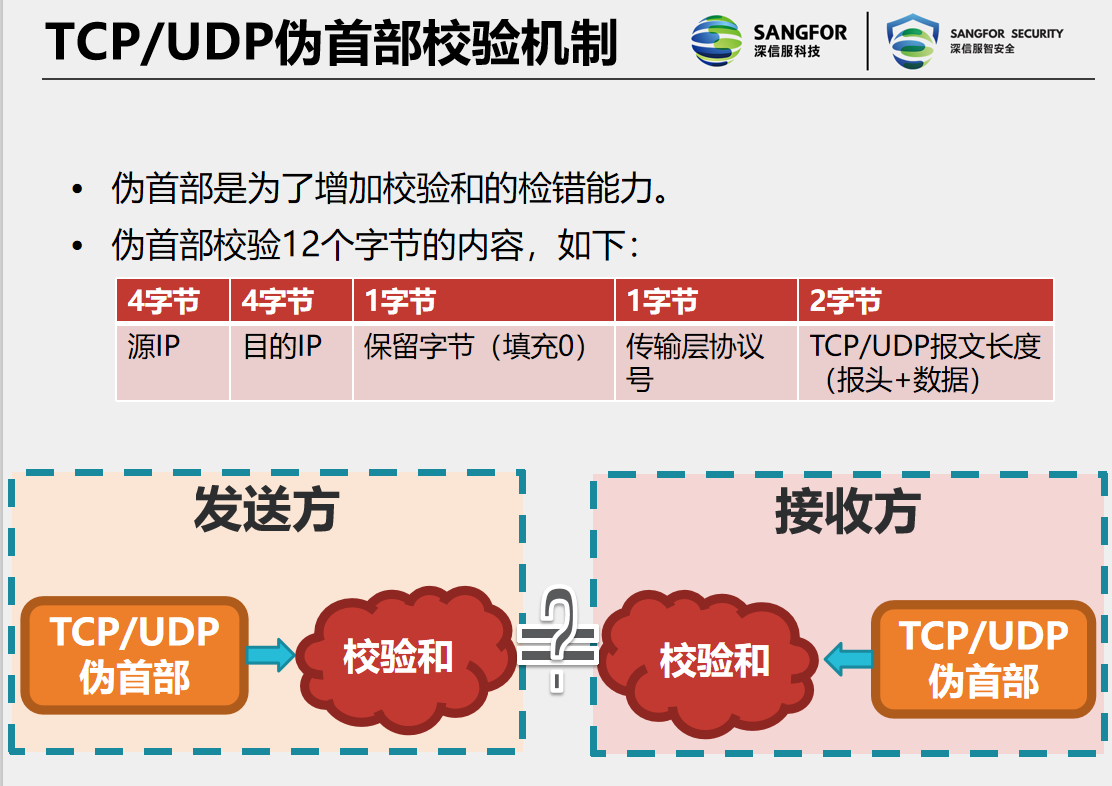 TCP/UDP伪首部校验机制
SANGFOR
深信服科技
SANGFOR SECURITY
深信服智安全
• 伪首部是为了增加校验和的检错能力。
• 伪首部校验12个字节的内容，如下：
4字节 4字节 1字节 1字节 2字节
源IP 目的IP 保留字节（填充0） 传输层协议号 TCP/UDP报文长度（报头+数据）
发送方
接收方
TCP/UDP
伪首部
校验和
=?
校验和
TCP/UDP
伪首部